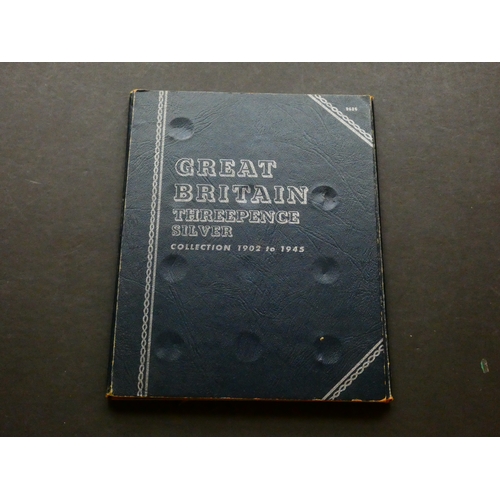 GREAT
BRITAIN
THREEPENCE
SILVER
COLLECTION 1902 to 1945